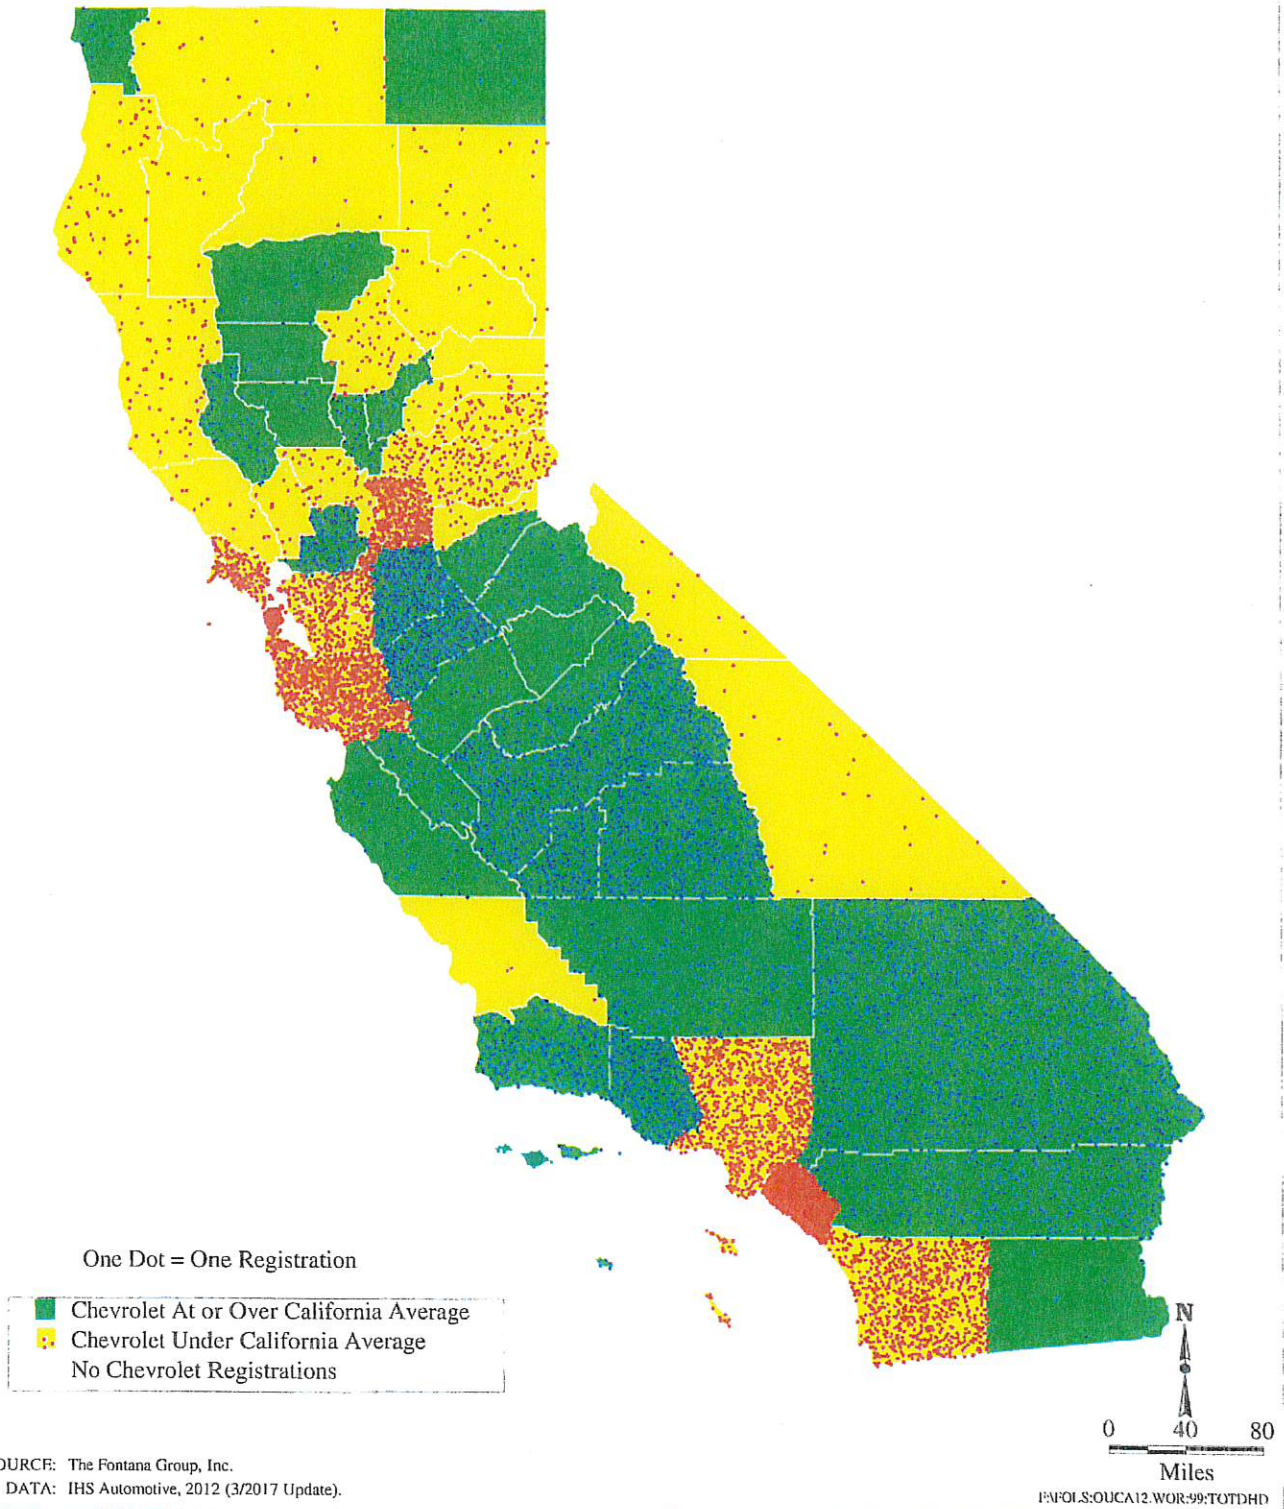 One Dot = One Registration
Chevrolet At or Over California Average
Chevrolet Under California Average
No Chevrolet Registrations
N
0 40 80
Miles
OURCE: The Fontana Group, Inc.
DATA: IHS Automotive, 2012 (3/2017 Update).